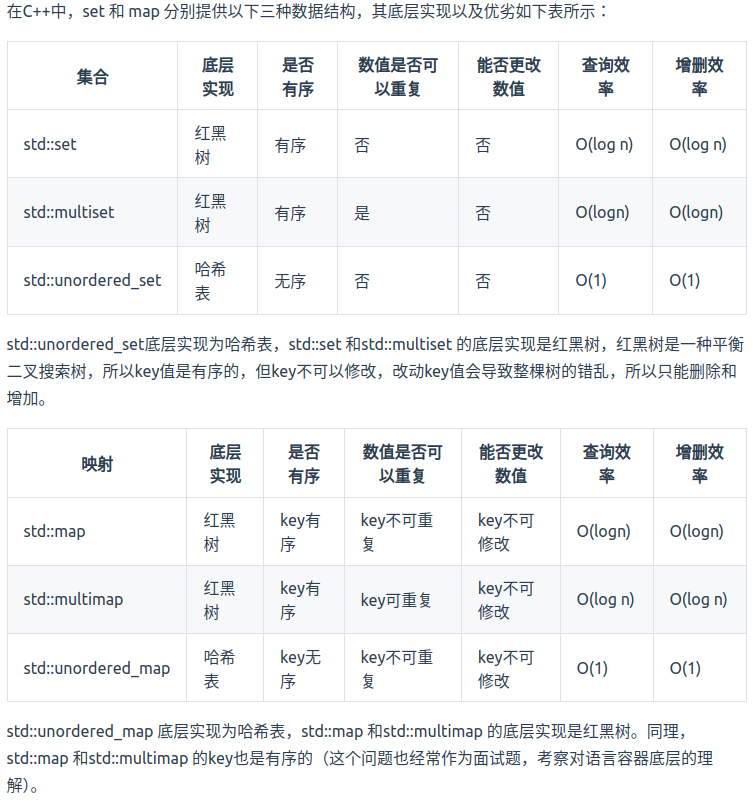 在C++中，set 和 map 分别提供以下三种数据结构，其底层实现以及优劣如下表所示：
集合 底层实现 是否有序 数值是否可以重复 能否更改数值 查询效率 增删效率
std::set 红黑树 有序 否 否 O(log n) O(log n)
std::multiset 红黑树 有序 是 否 O(logn) O(logn)
std::unordered_set 哈希表 无序 否 否 O(1) O(1)
std::unordered_set底层实现为哈希表，std::set 和std::multiset 的底层实现是红黑树，红黑树是一种平衡
二叉搜索树，所以key值是有序的，但key不可以修改，改动key值会导致整棵树的错乱，所以只能删除和
增加。
映射 底层实现 是否有序 数值是否可以重复 能否更改数值 查询效率 增删效率
std::map 红黑树 key有序 key不可重复 key不可修改 O(logn) O(logn)
std::multimap 红黑树 key有序 key可重复 key不可修改 O(log n) O(log n)
std::unordered_map 哈希表 key无序 key不可重复 key不可修改 O(1) O(1)
std::unordered_map 底层实现为哈希表，std::map 和std::multimap 的底层实现是红黑树。同理，
std::map 和std::multimap 的key也是有序的（这个问题也经常作为面试题，考察对语言容器底层的理
解）。